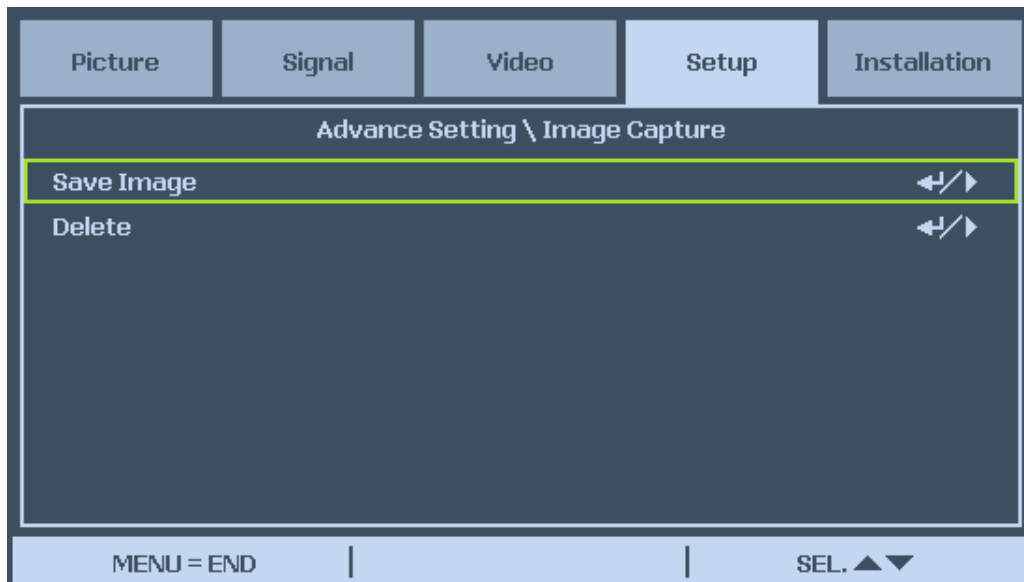 Picture Signal Video Setup Installation
Advance Setting \ Image Capture
Save Image
Delete
MENU = END SEL.